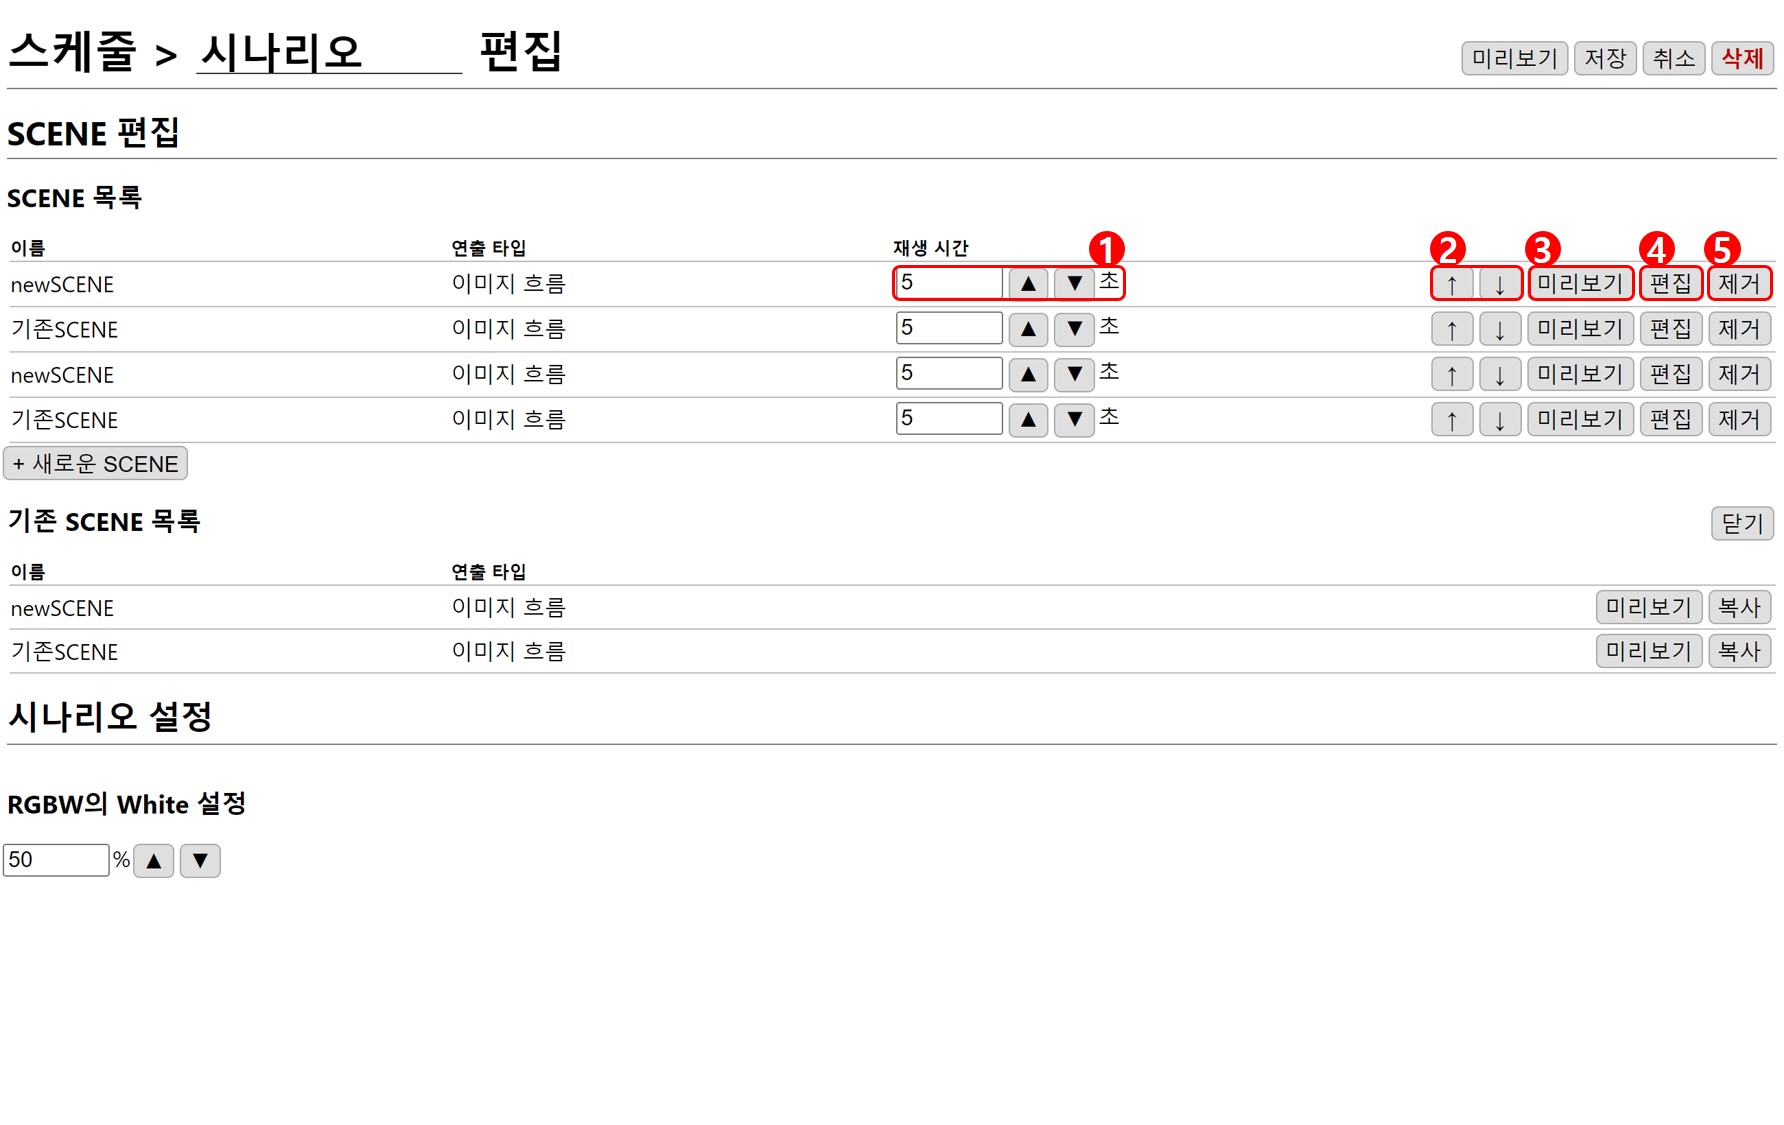 스케줄 > 시나리오 편집
미리보기 저장 취소 삭제
SCENE 편집
SCENE 목록
이름 연출 타입 재생 시간 1 2 3 4 5
newSCENE 이미지 흐름 5 ▲ ▼ 초 ↑ ↓ 미리보기 편집 제거
기존SCENE 이미지 흐름 5 ▲ ▼ 초 ↑ ↓ 미리보기 편집 제거
newSCENE 이미지 흐름 5 ▲ ▼ 초 ↑ ↓ 미리보기 편집 제거
기존SCENE 이미지 흐름 5 ▲ ▼ 초 ↑ ↓ 미리보기 편집 제거
+ 새로운 SCENE
기존 SCENE 목록 닫기
이름 연출 타입
newSCENE 이미지 흐름 미리보기 복사
기존SCENE 이미지 흐름 미리보기 복사
시나리오 설정
RGBW의 White 설정
50 % ▲ ▼